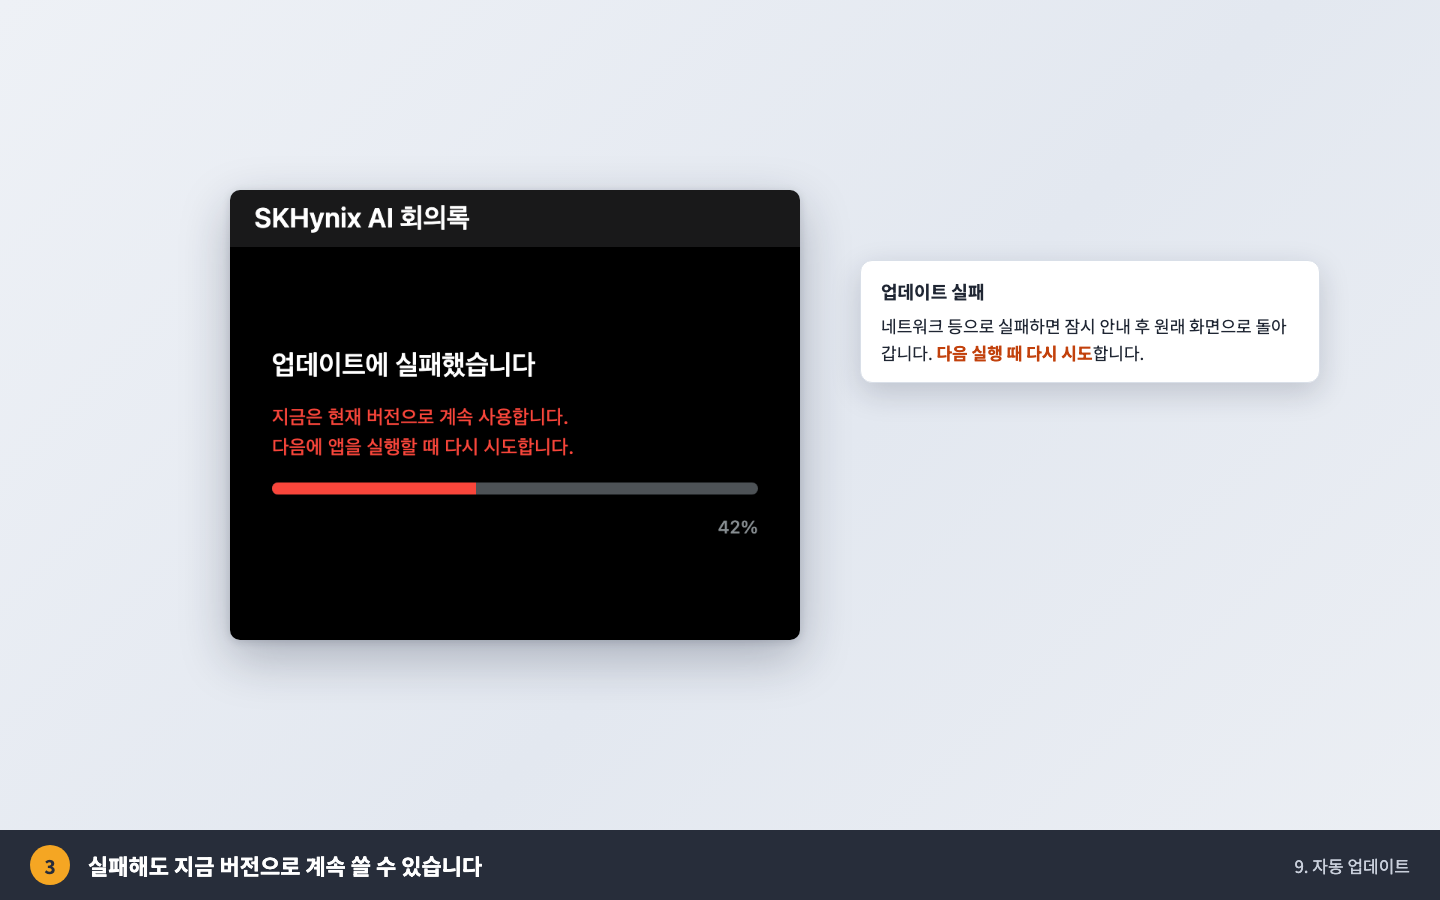 SKHynix AI 회의록
업데이트에 실패했습니다
지금은 현재 버전으로 계속 사용합니다.
다음에 앱을 실행할 때 다시 시도합니다.
42%
업데이트 실패
네트워크 등으로 실패하면 잠시 안내 후 원래 화면으로 돌아
갑니다. 다음 실행 때 다시 시도합니다.
3 실패해도 지금 버전으로 계속 쓸 수 있습니다
9. 자동 업데이트